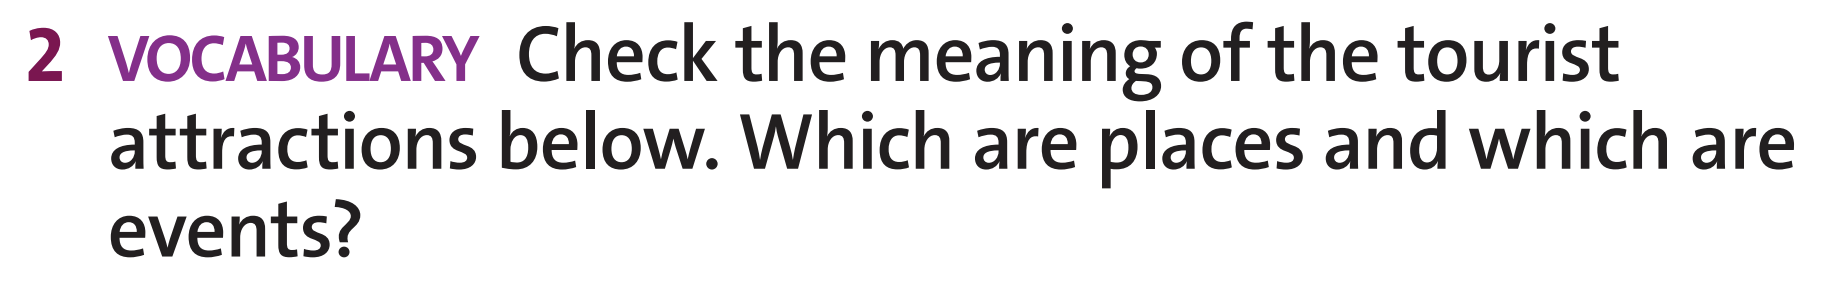 2 VOCABULARY Check the meaning of the tourist
attractions below. Which are places and which are
events?